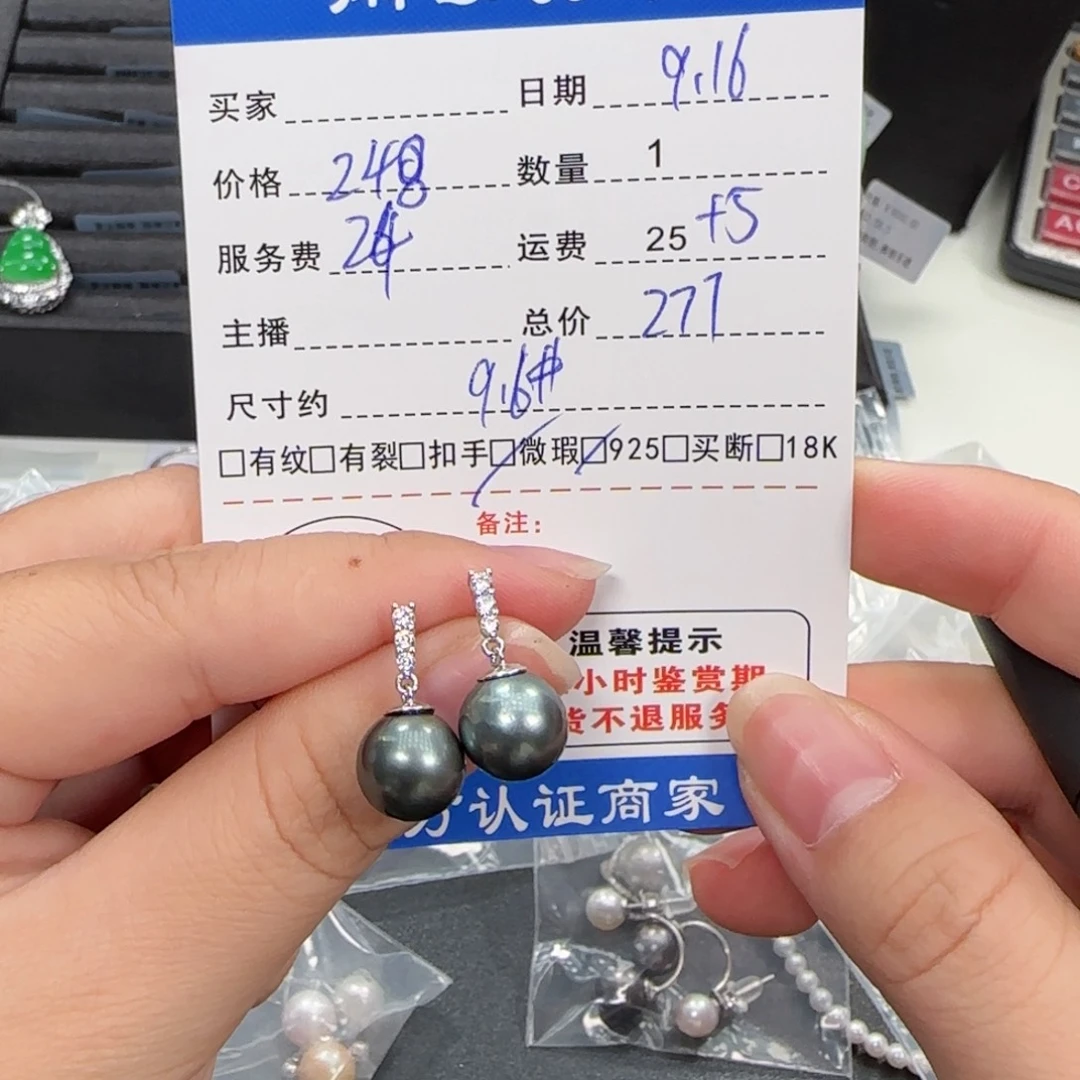 买家 日期 9.16
价格 248 数量 1
服务费 24 运费 25 +5
主播 总价 277
尺寸约 9.6#
□有纹□有裂□扣手□微瑕□925□买断□18K
备注：
温馨提示
小时鉴赏期
货不退服务
认证商家